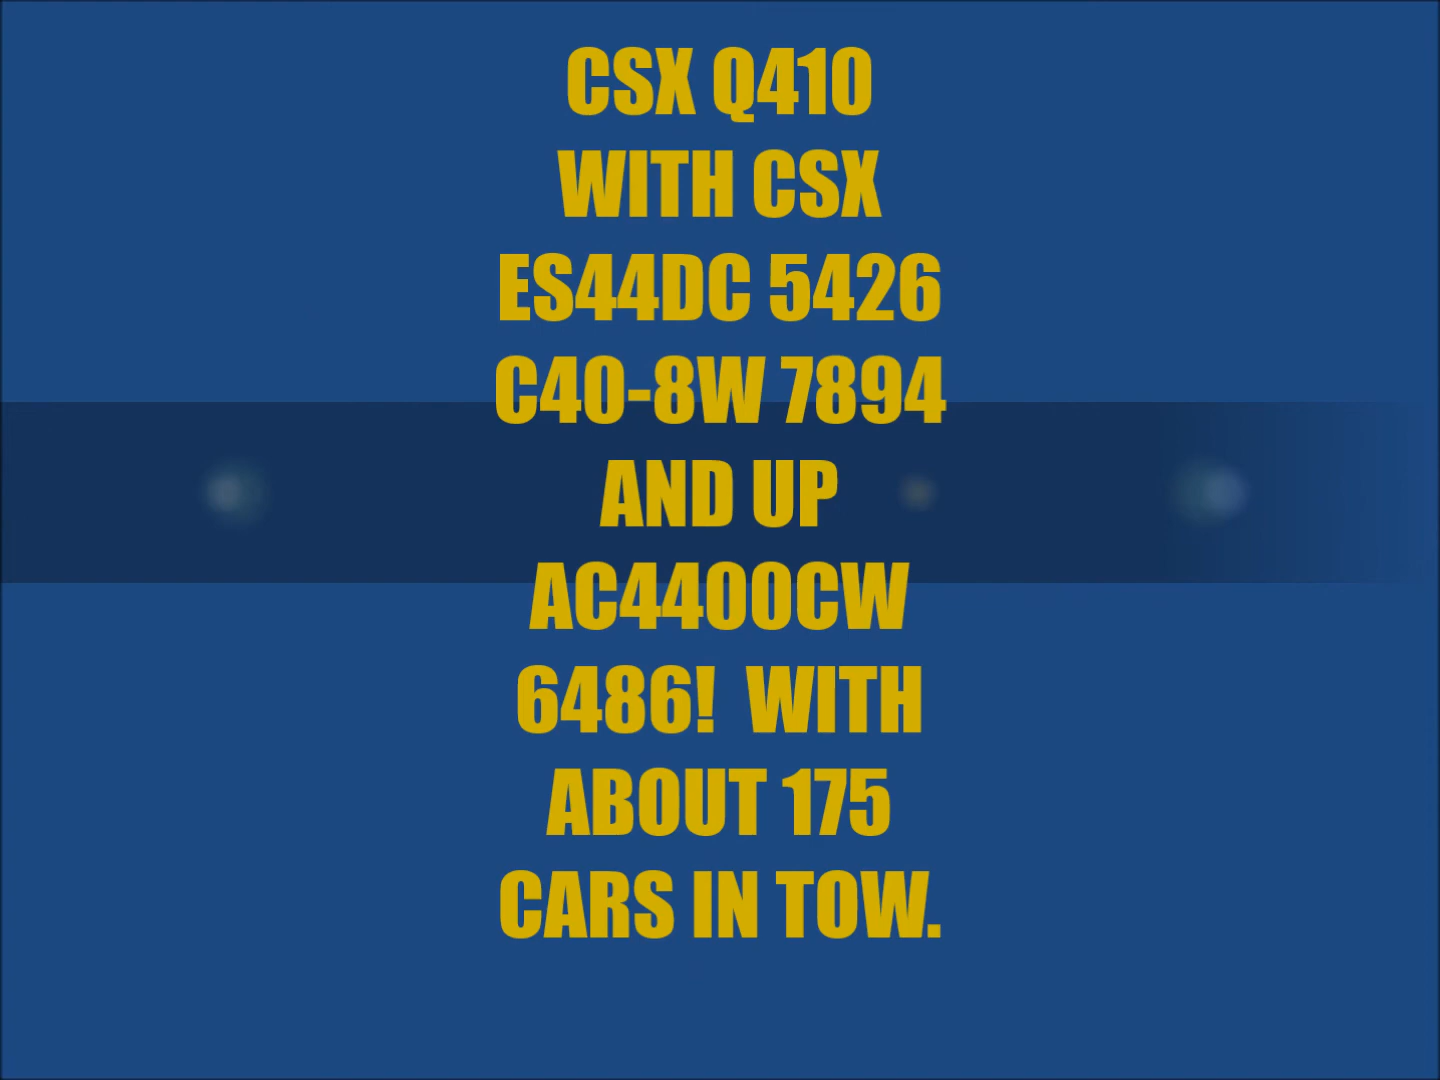 CSX Q410
WITH CSX
ES44DC 5426
C40-8W 7894
AND UP
AC4400CW
6486!  WITH
ABOUT 175
CARS IN TOW.